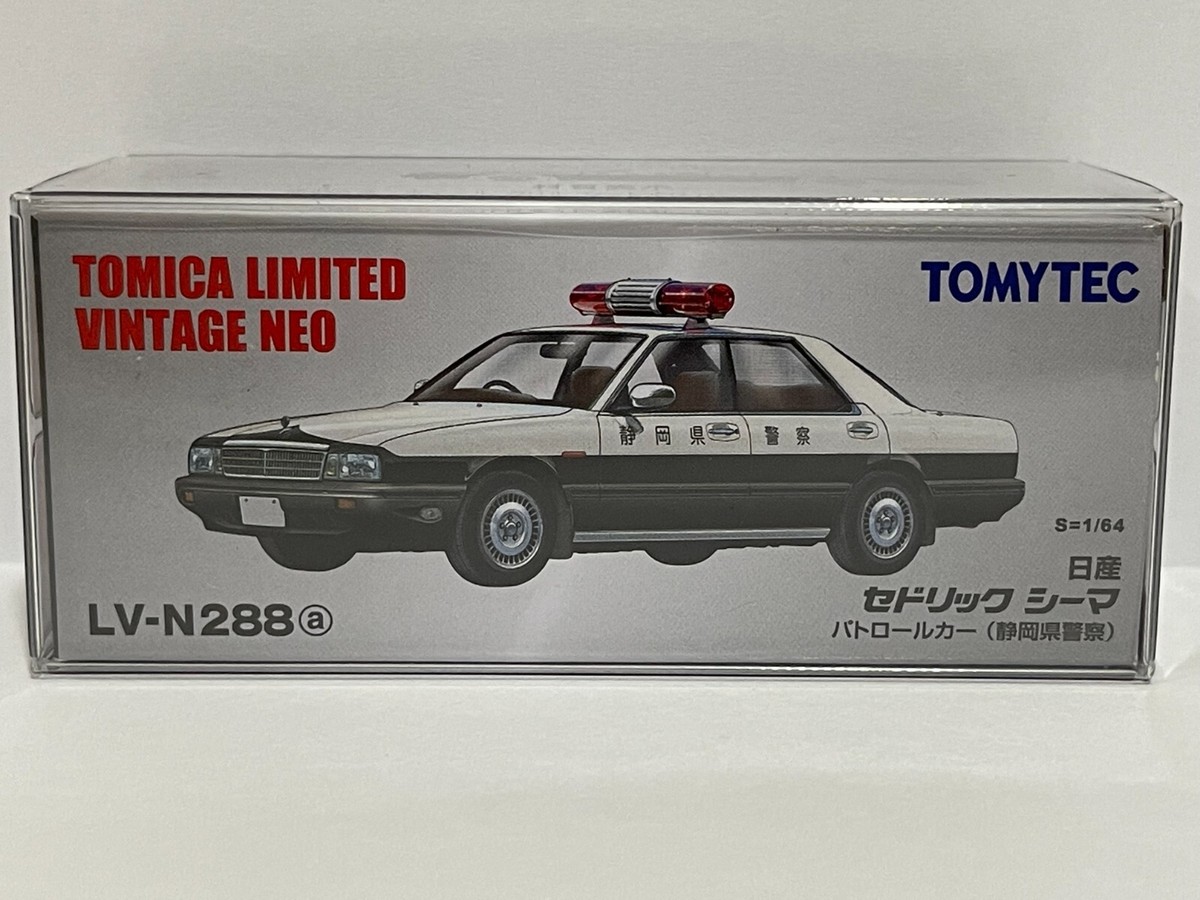 TOMICA LIMITED
VINTAGE NEO
TOMYTEC
静岡県 警察
S=1/64
LV-N288ⓐ
日産
セドリック シーマ
パトロールカー（静岡県警察）